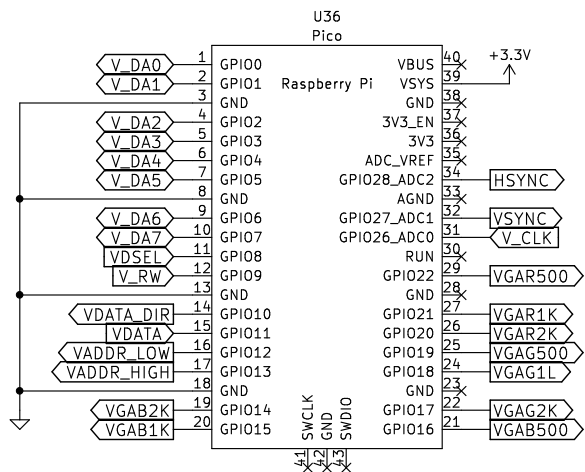 U36
Pico
V_DA0 1 GPIO0 VBUS 40 +3.3V
V_DA1 2 GPIO1 Raspberry Pi VSYS 39
3 GND GND 38
V_DA2 4 GPIO2 3V3_EN 37
V_DA3 5 GPIO3 3V3 36
V_DA4 6 GPIO4 ADC_VREF 35
V_DA5 7 GPIO5 GPIO28_ADC2 34 HSYNC
8 GND AGND 33
V_DA6 9 GPIO6 GPIO27_ADC1 32 VSYNC
V_DA7 10 GPIO7 GPIO26_ADC0 31 V_CLK
VDSEL 11 GPIO8 RUN 30
V_RW 12 GPIO9 GPIO22 29 VGAR500
13 GND GND 28
VDATA_DIR 14 GPIO10 GPIO21 27 VGAR1K
VDATA 15 GPIO11 GPIO20 26 VGAR2K
VADDR_LOW 16 GPIO12 GPIO19 25 VGAG500
VADDR_HIGH 17 GPIO13 GPIO18 24 VGAG1L
18 GND GND 23
VGAB2K 19 GPIO14 GPIO17 22 VGAG2K
VGAB1K 20 GPIO15 GPIO16 21 VGAB500
SWCLK GND SWDIO
41 42 43